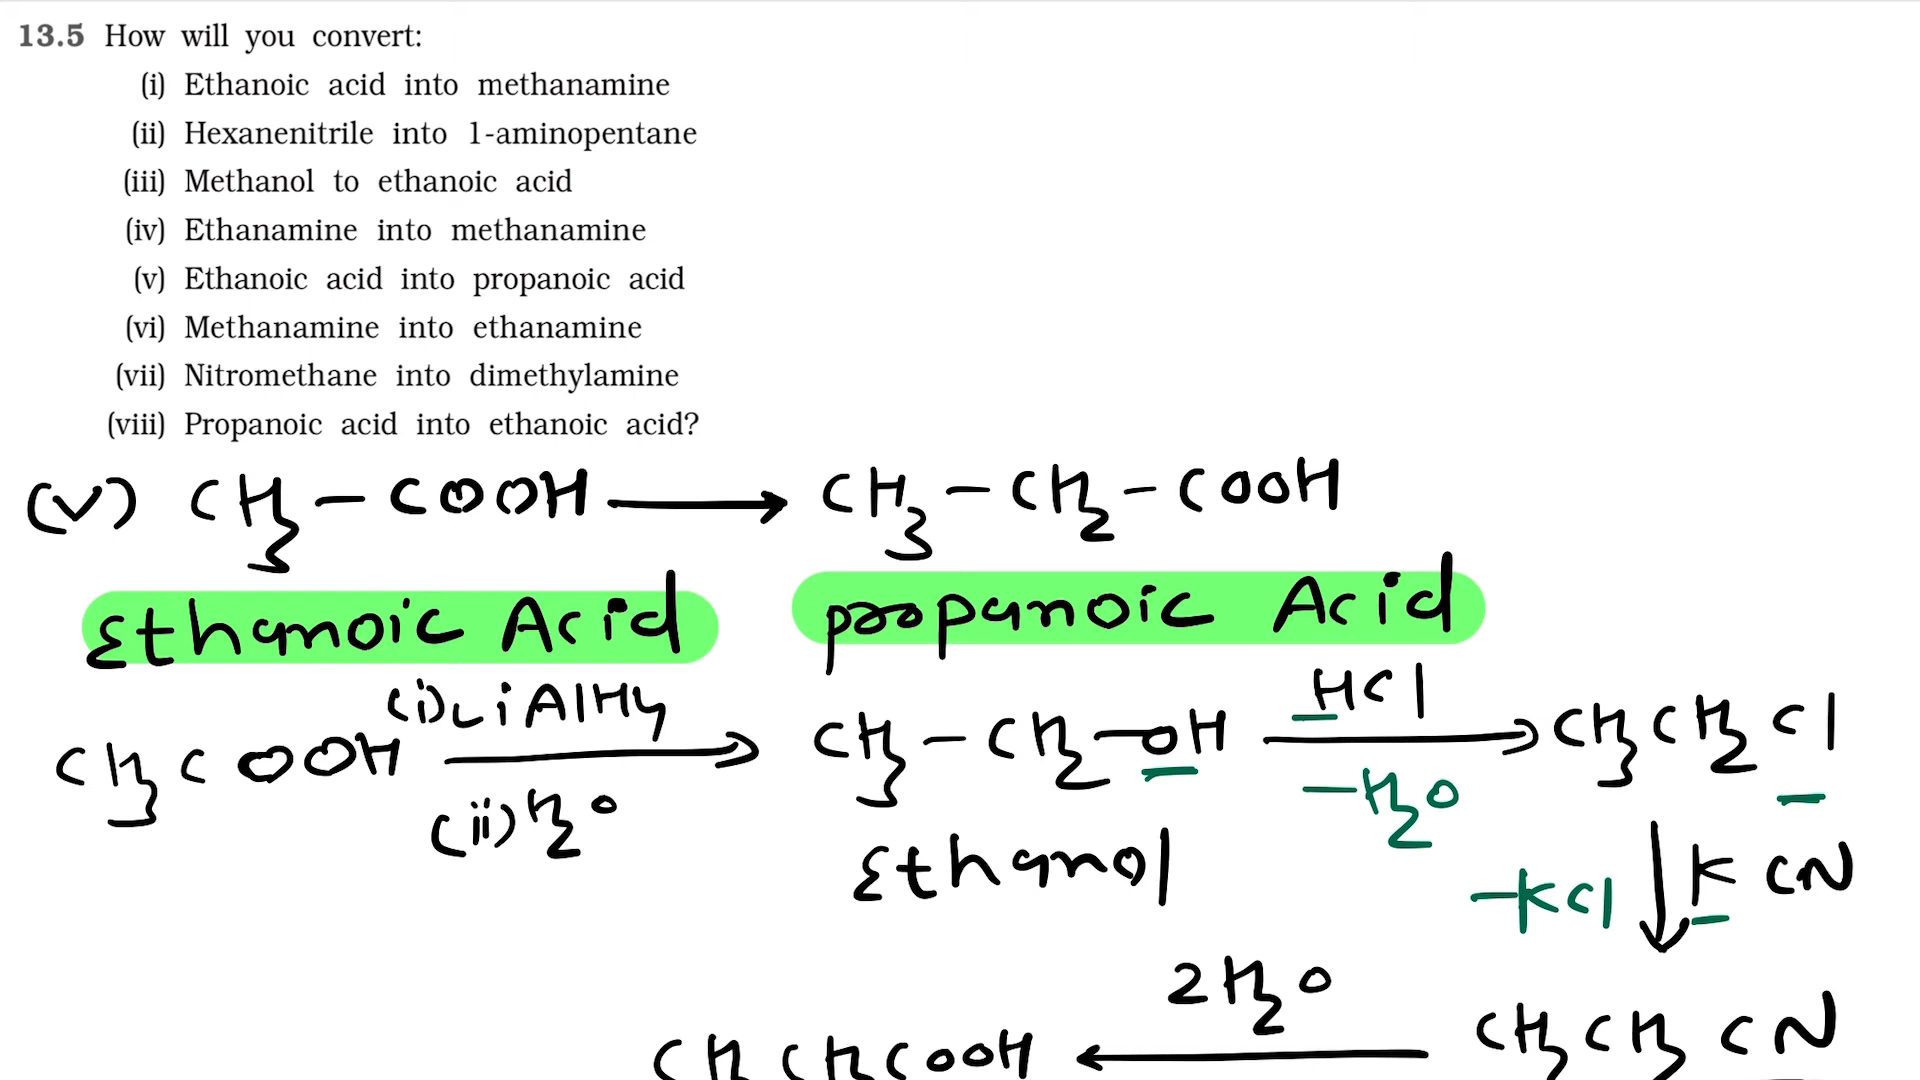 13.5 How will you convert:
(i) Ethanoic acid into methanamine
(ii) Hexanenitrile into 1-aminopentane
(iii) Methanol to ethanoic acid
(iv) Ethanamine into methanamine
(v) Ethanoic acid into propanoic acid
(vi) Methanamine into ethanamine
(vii) Nitromethane into dimethylamine
(viii) Propanoic acid into ethanoic acid?
(v) CH3-COOH ⟶ CH3-CH2-COOH
Ethanoic Acid propanoic Acid
(i) LiAlH4 HCl
CH3COOH ⟶ CH3-CH2-OH ⟶ CH3CH2Cl
(ii) H2O -H2O
Ethanol -KCl ↓ KCN
2H2O
CH3CH2COOH ⟵ CH3CH2CN